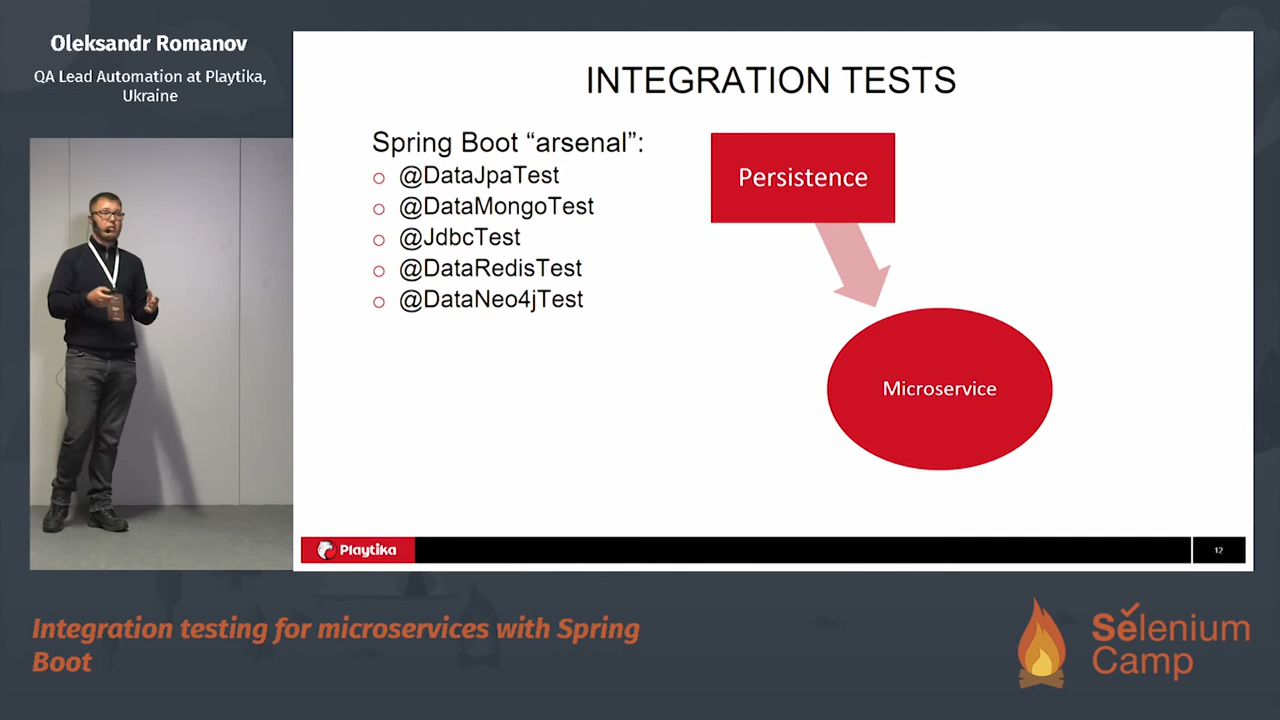 Oleksandr Romanov
QA Lead Automation at Playtika,
Ukraine
INTEGRATION TESTS
Spring Boot “arsenal”:
@DataJpaTest
@DataMongoTest
@JdbcTest
@DataRedisTest
@DataNeo4jTest
Persistence
Microservice
Playtika
12
Integration testing for microservices with Spring
Boot
Selenium
Camp